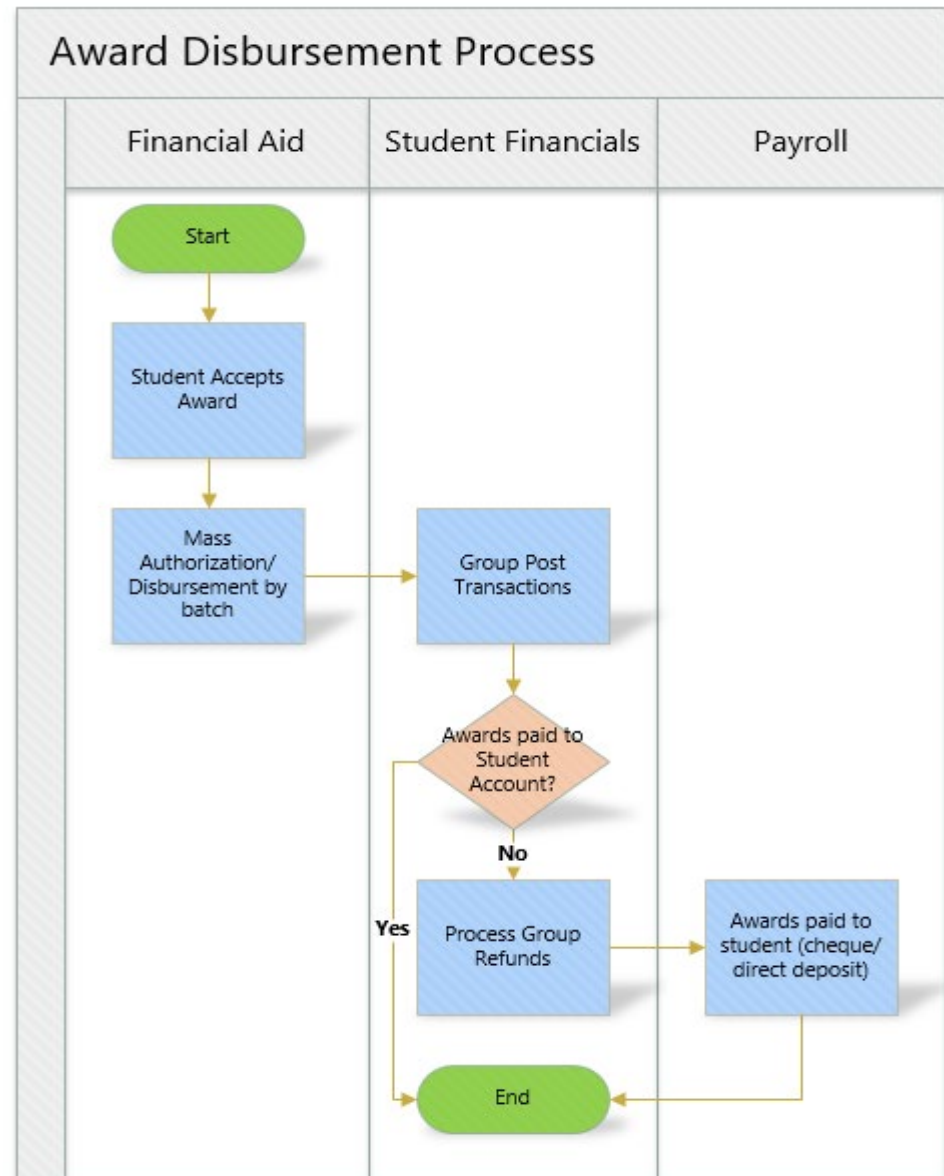 Award Disbursement Process
Financial Aid
Student Financials
Payroll
Start
Student Accepts
Award
Mass
Authorization/
Disbursement by
batch
Group Post
Transactions
Awards paid to
Student
Account?
No
Yes
Process Group
Refunds
Awards paid to
student (cheque/
direct deposit)
End